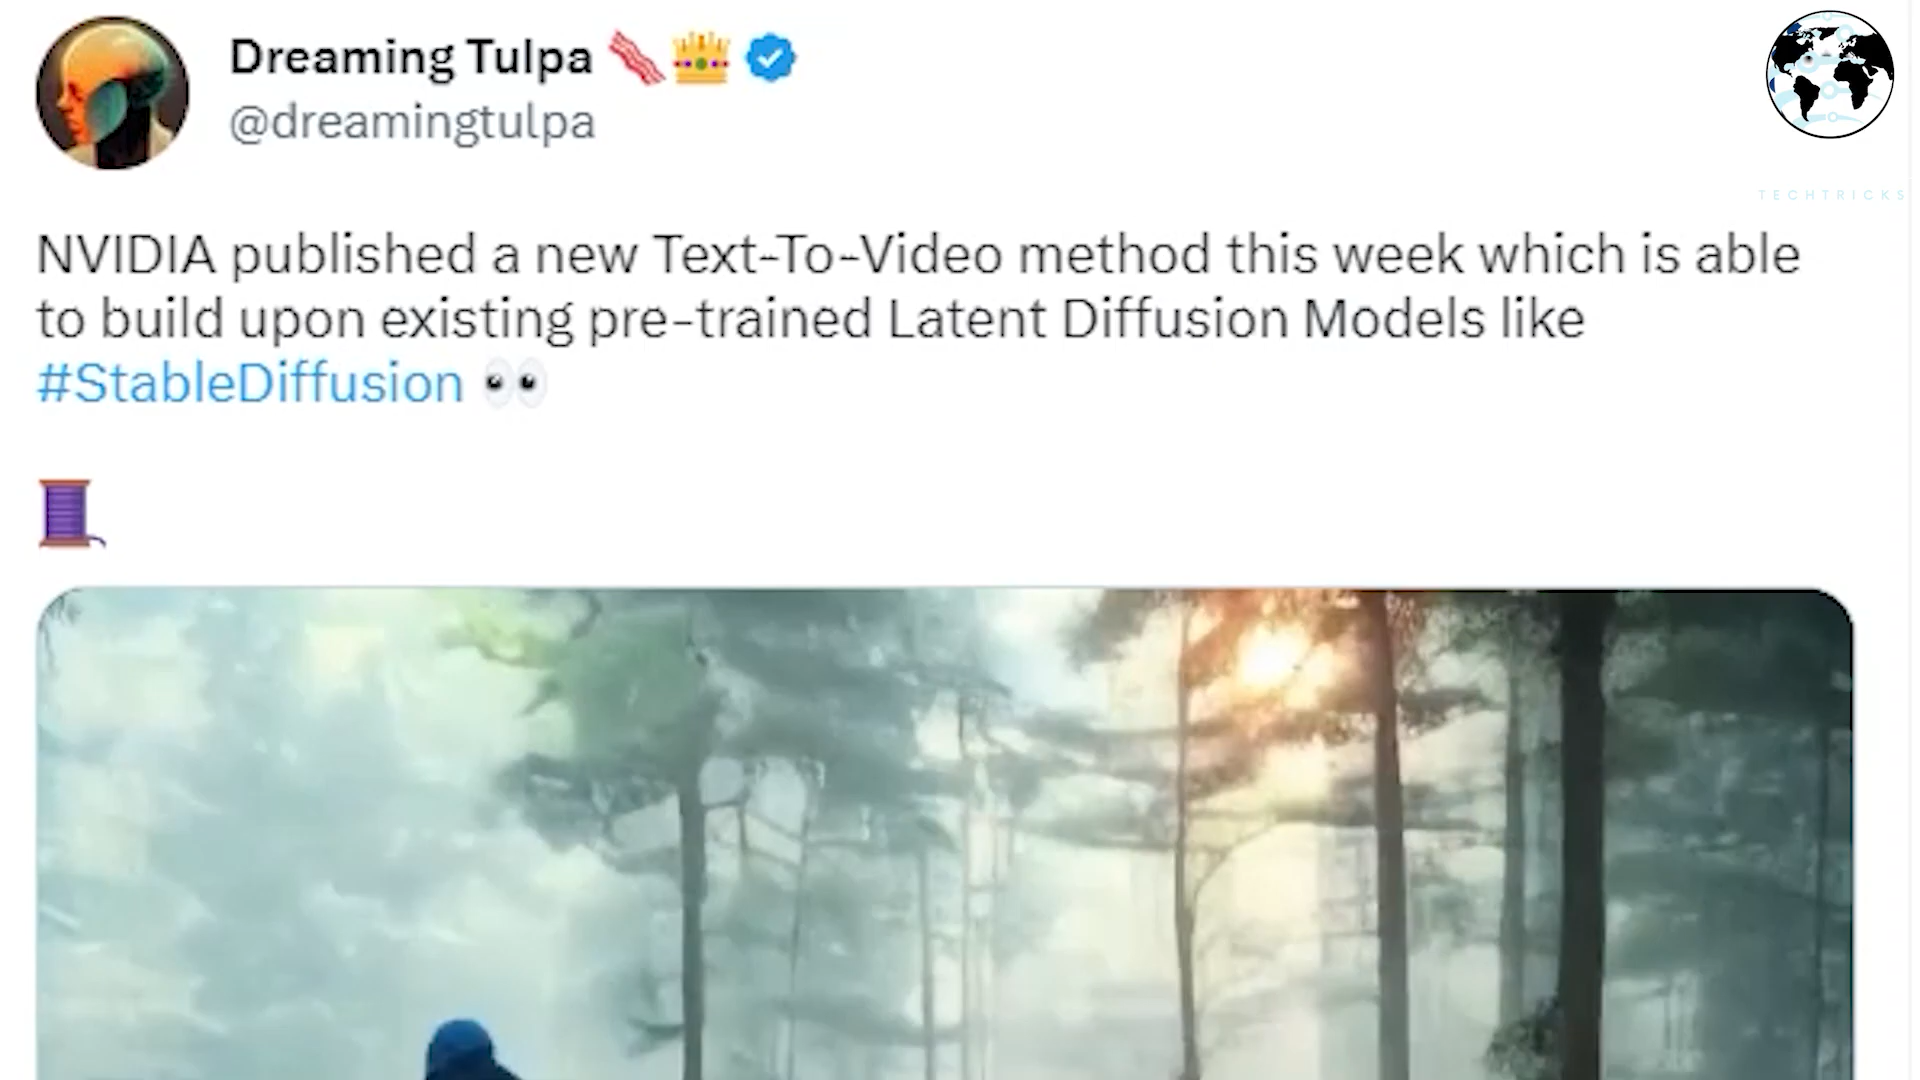 Dreaming Tulpa 🥓👑
@dreamingtulpa
TECHTRICKS
NVIDIA published a new Text-To-Video method this week which is able
to build upon existing pre-trained Latent Diffusion Models like
#StableDiffusion 👀
🧵